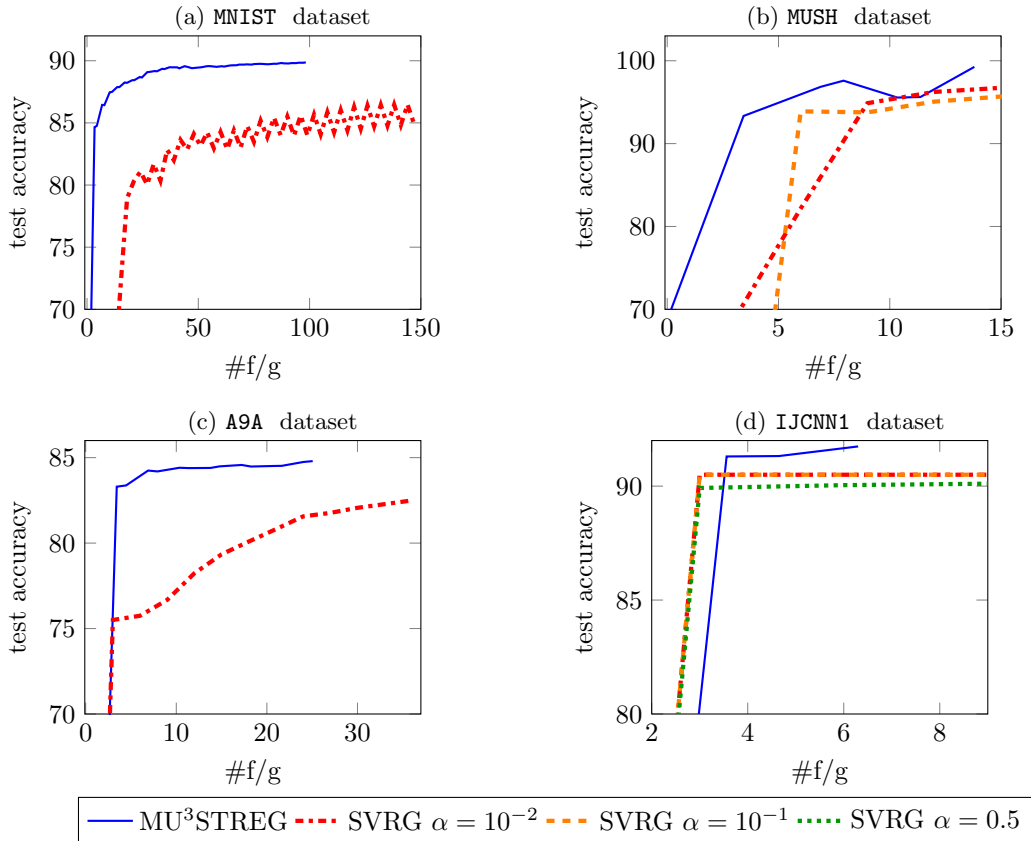 (a) MNIST dataset
90
85
80
75
70
0
50
100
150
test accuracy
#f/g
(b) MUSH dataset
100
90
80
70
0
5
10
15
test accuracy
#f/g
(c) A9A dataset
85
80
75
70
0
10
20
30
test accuracy
#f/g
(d) IJCNN1 dataset
90
85
80
2
4
6
8
test accuracy
#f/g
MU³STREG SVRG α = 10⁻² SVRG α = 10⁻¹ SVRG α = 0.5